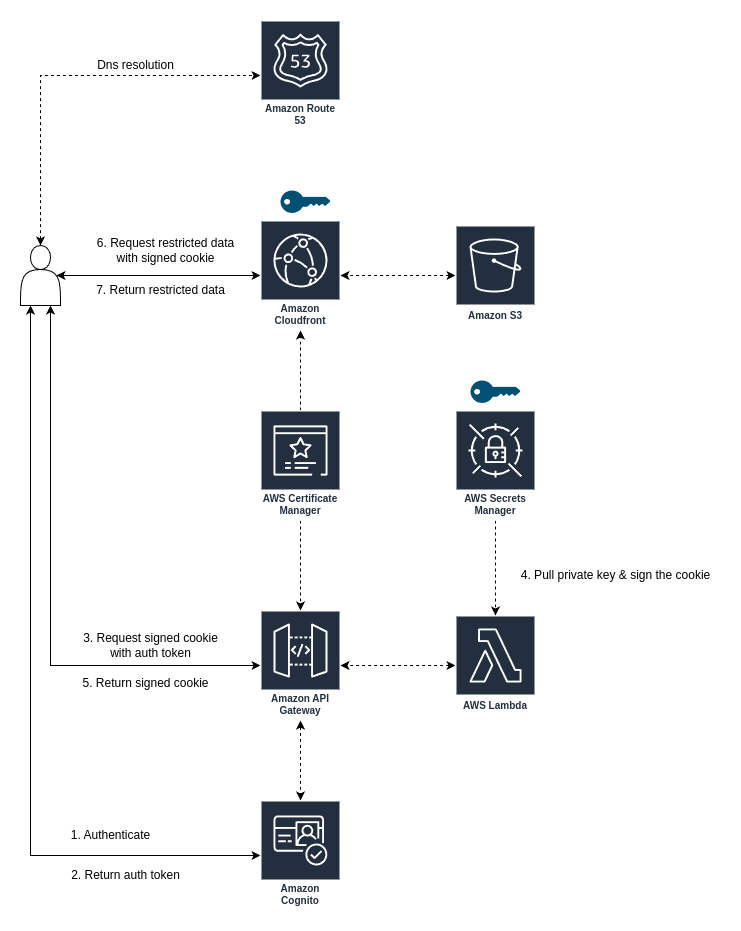 Dns resolution
53
Amazon Route
53
6. Request restricted data
with signed cookie
7. Return restricted data
Amazon
Cloudfront
Amazon S3
AWS Certificate
Manager
AWS Secrets
Manager
4. Pull private key & sign the cookie
3. Request signed cookie
with auth token
5. Return signed cookie
</>
Amazon API
Gateway
AWS Lambda
1. Authenticate
2. Return auth token
Amazon
Cognito